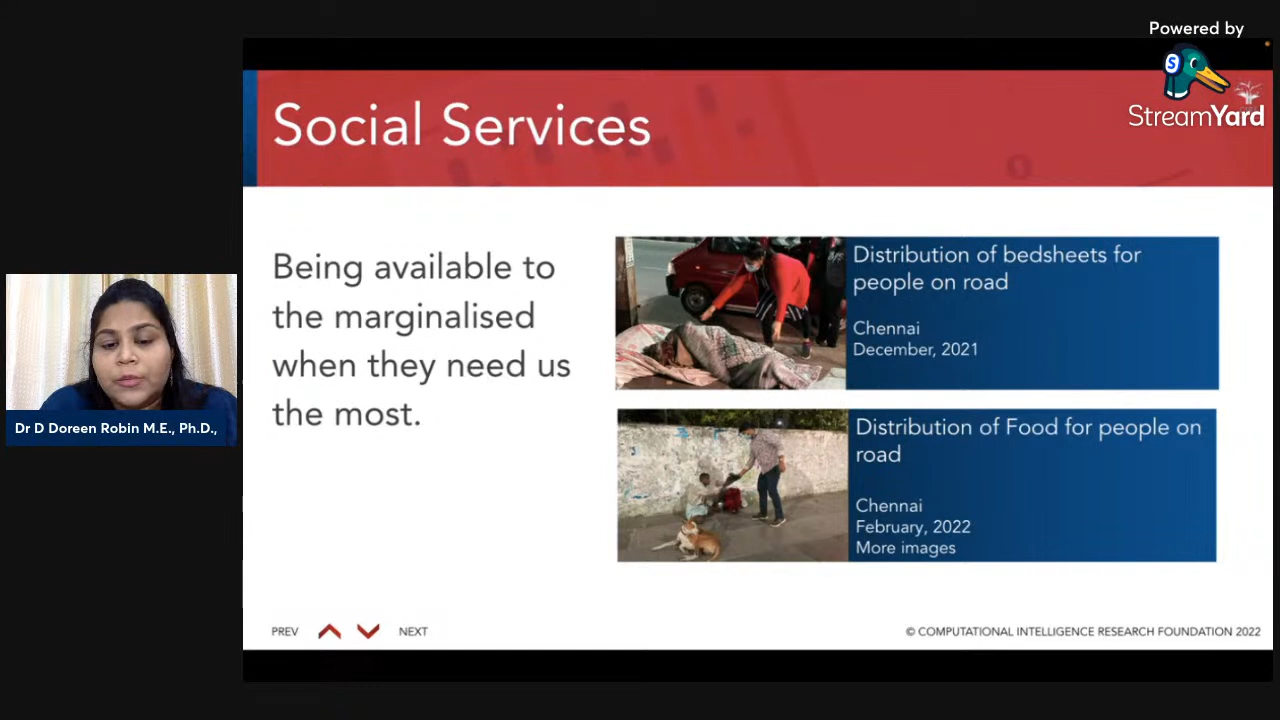 Powered by
StreamYard
Social Services
Being available to
the marginalised
when they need us
the most.
Distribution of bedsheets for
people on road
Chennai
December, 2021
Distribution of Food for people on
road
Chennai
February, 2022
More images
Dr D Doreen Robin M.E., Ph.D.,
PREV
NEXT
© COMPUTATIONAL INTELLIGENCE RESEARCH FOUNDATION 2022